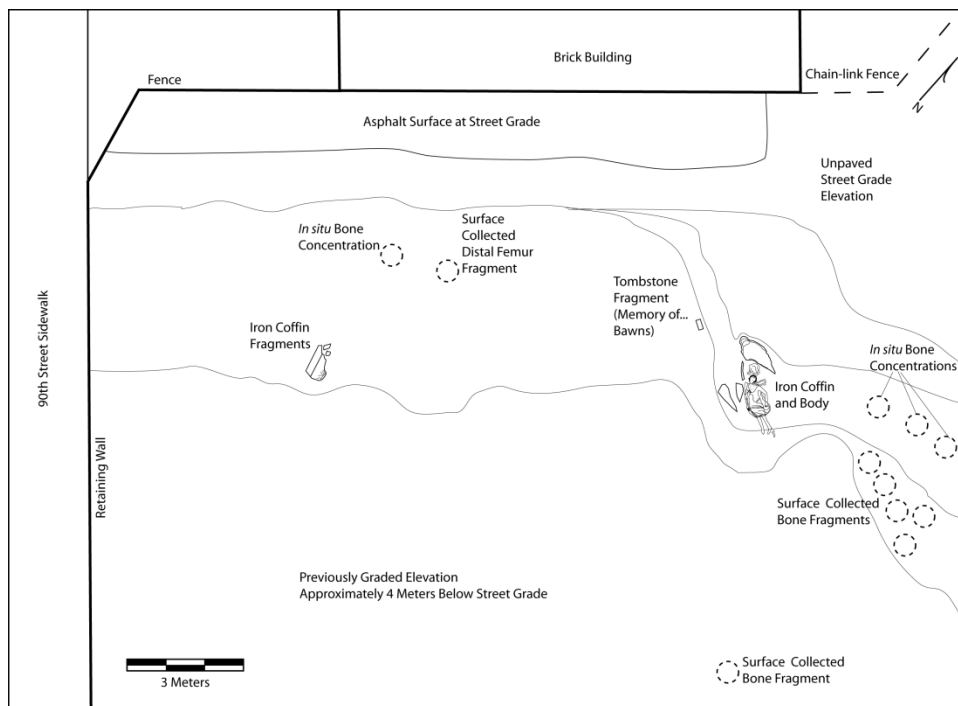 Brick Building
Chain-link Fence
Fence
N
Asphalt Surface at Street Grade
Unpaved
Street Grade
Elevation
In situ Bone
Concentration
Surface
Collected
Distal Femur
Fragment
Tombstone
Fragment
(Memory of...
Bawns)
Iron Coffin
Fragments
In situ Bone
Concentrations
Iron Coffin
and Body
90th Street Sidewalk
Retaining Wall
Surface Collected
Bone Fragments
Previously Graded Elevation
Approximately 4 Meters Below Street Grade
3 Meters
Surface Collected
Bone Fragment